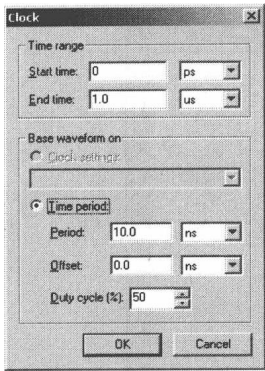 Clock
Time range
Start time: 0 ps
End time: 1.0 us
Base waveform on
Clock settings:
Time period:
Period: 10.0 ns
Offset: 0.0 ns
Duty cycle (%): 50
OK Cancel